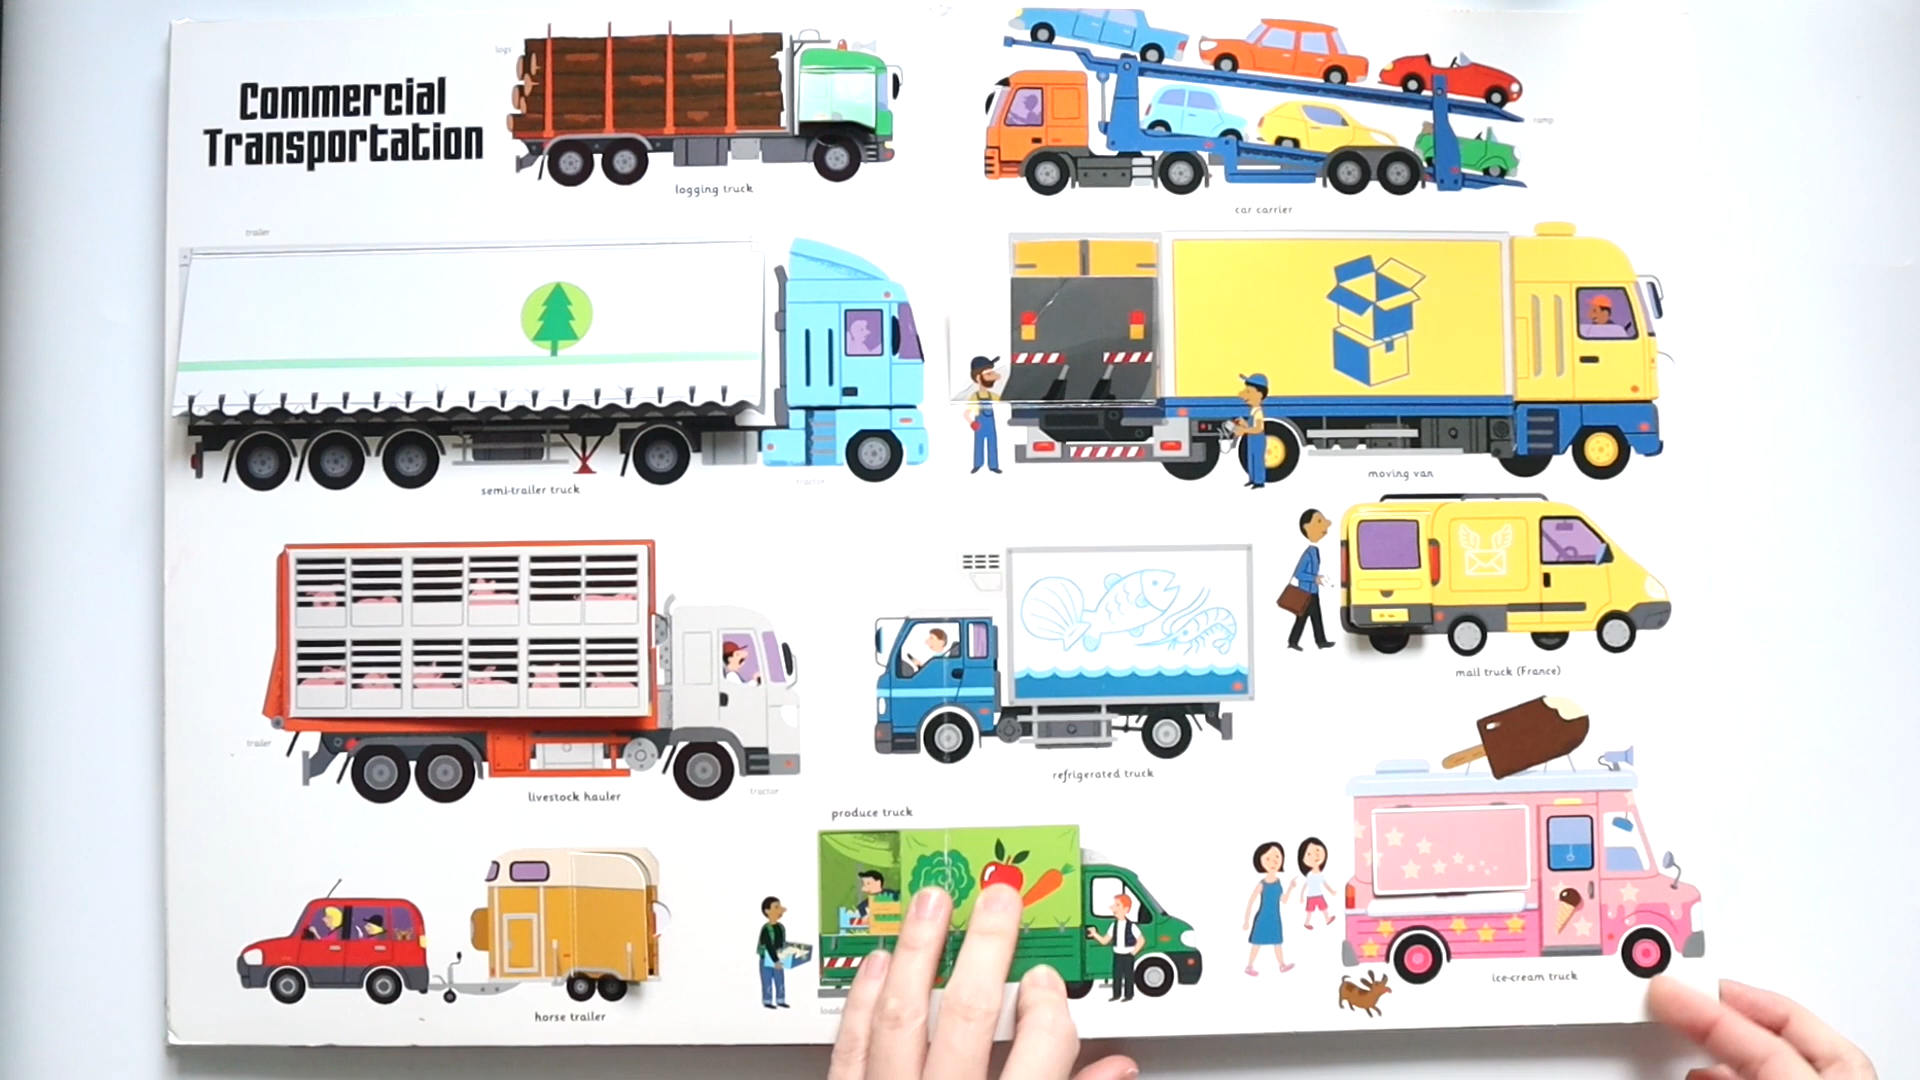 Commercial
Transportation
logs
logging truck
ramp
car carrier
trailer
semi-trailer truck
tractor
moving van
mail truck (France)
trailer
livestock hauler
tractor
refrigerated truck
produce truck
horse trailer
ice-cream truck